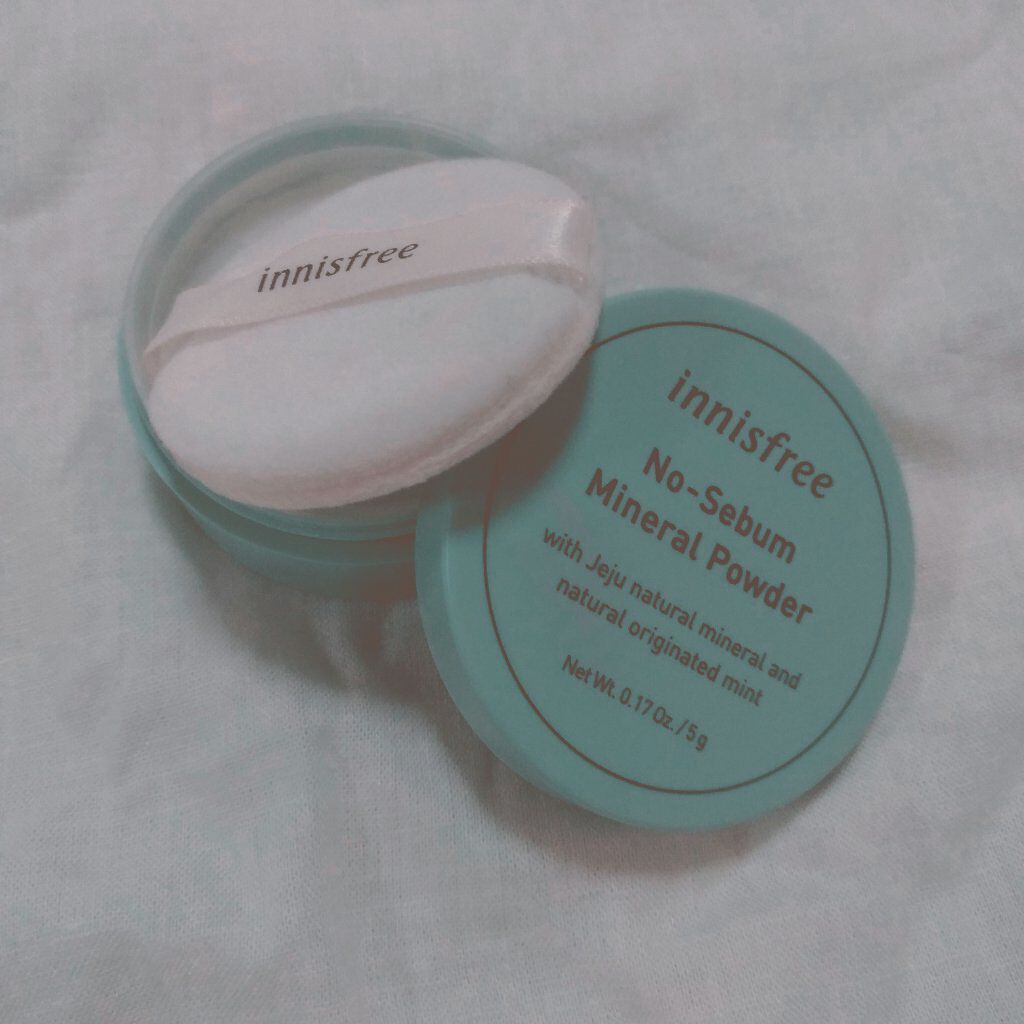 innisfree
innisfree
No-Sebum
Mineral Powder
with Jeju natural mineral and
natural originated mint
Net Wt. 0.17 Oz. / 5 g